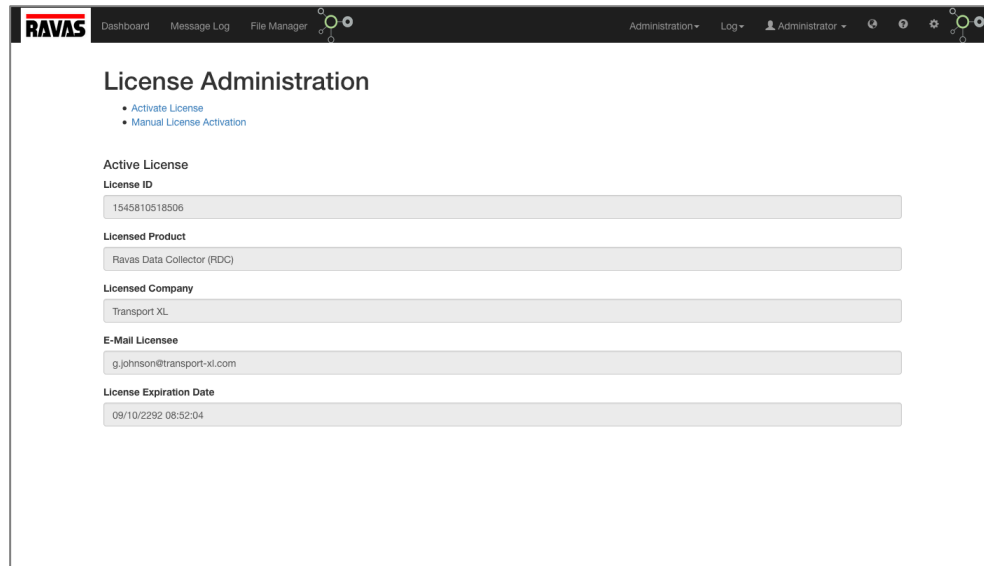 RAVAS Dashboard Message Log File Manager Administration Log Administrator
License Administration
Activate License
Manual License Activation
Active License
License ID
1545810518506
Licensed Product
Ravas Data Collector (RDC)
Licensed Company
Transport XL
E-Mail Licensee
g.johnson@transport-xl.com
License Expiration Date
09/10/2292 08:52:04